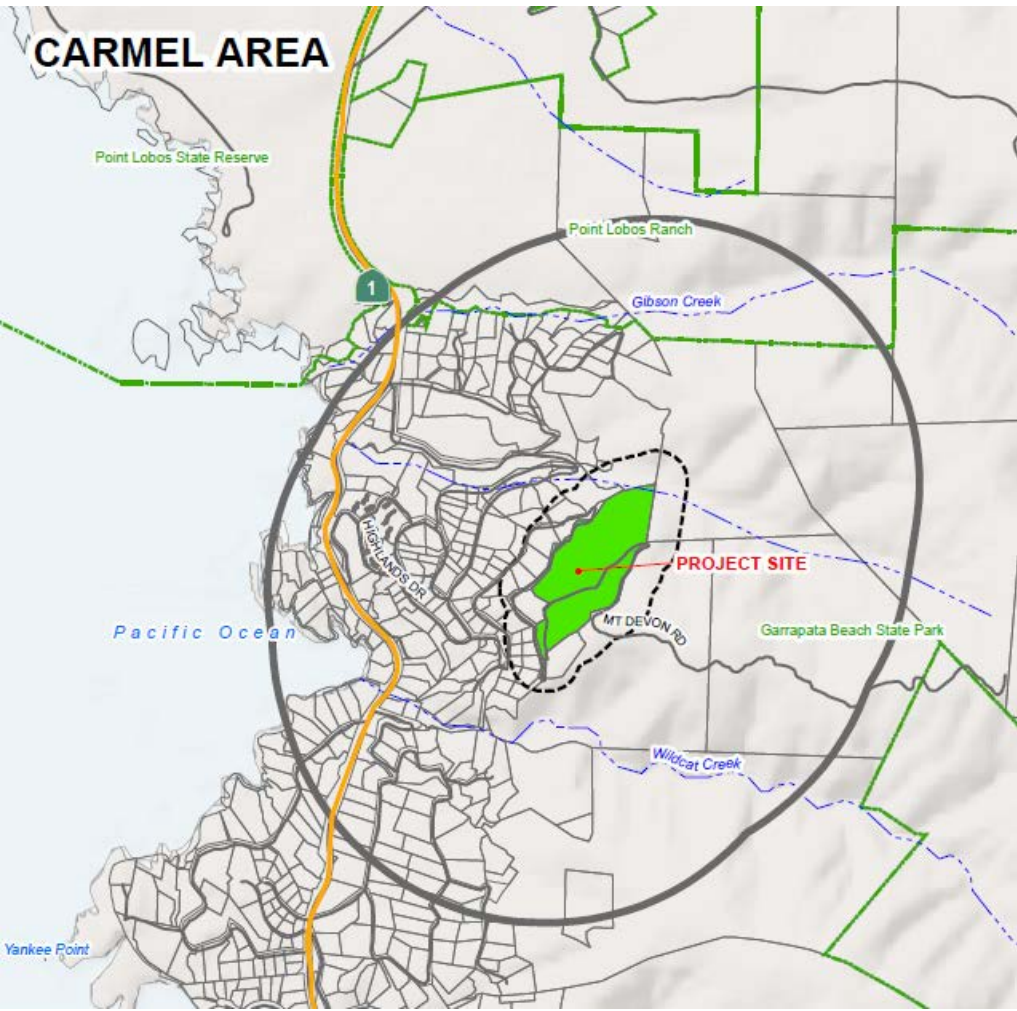 CARMEL AREA
Point Lobos State Reserve
Point Lobos Ranch
1
Gibson Creek
HIGHLANDS DR
PROJECT SITE
MT DEVON RD
Pacific Ocean
Garrapata Beach State Park
Wildcat Creek
Yankee Point